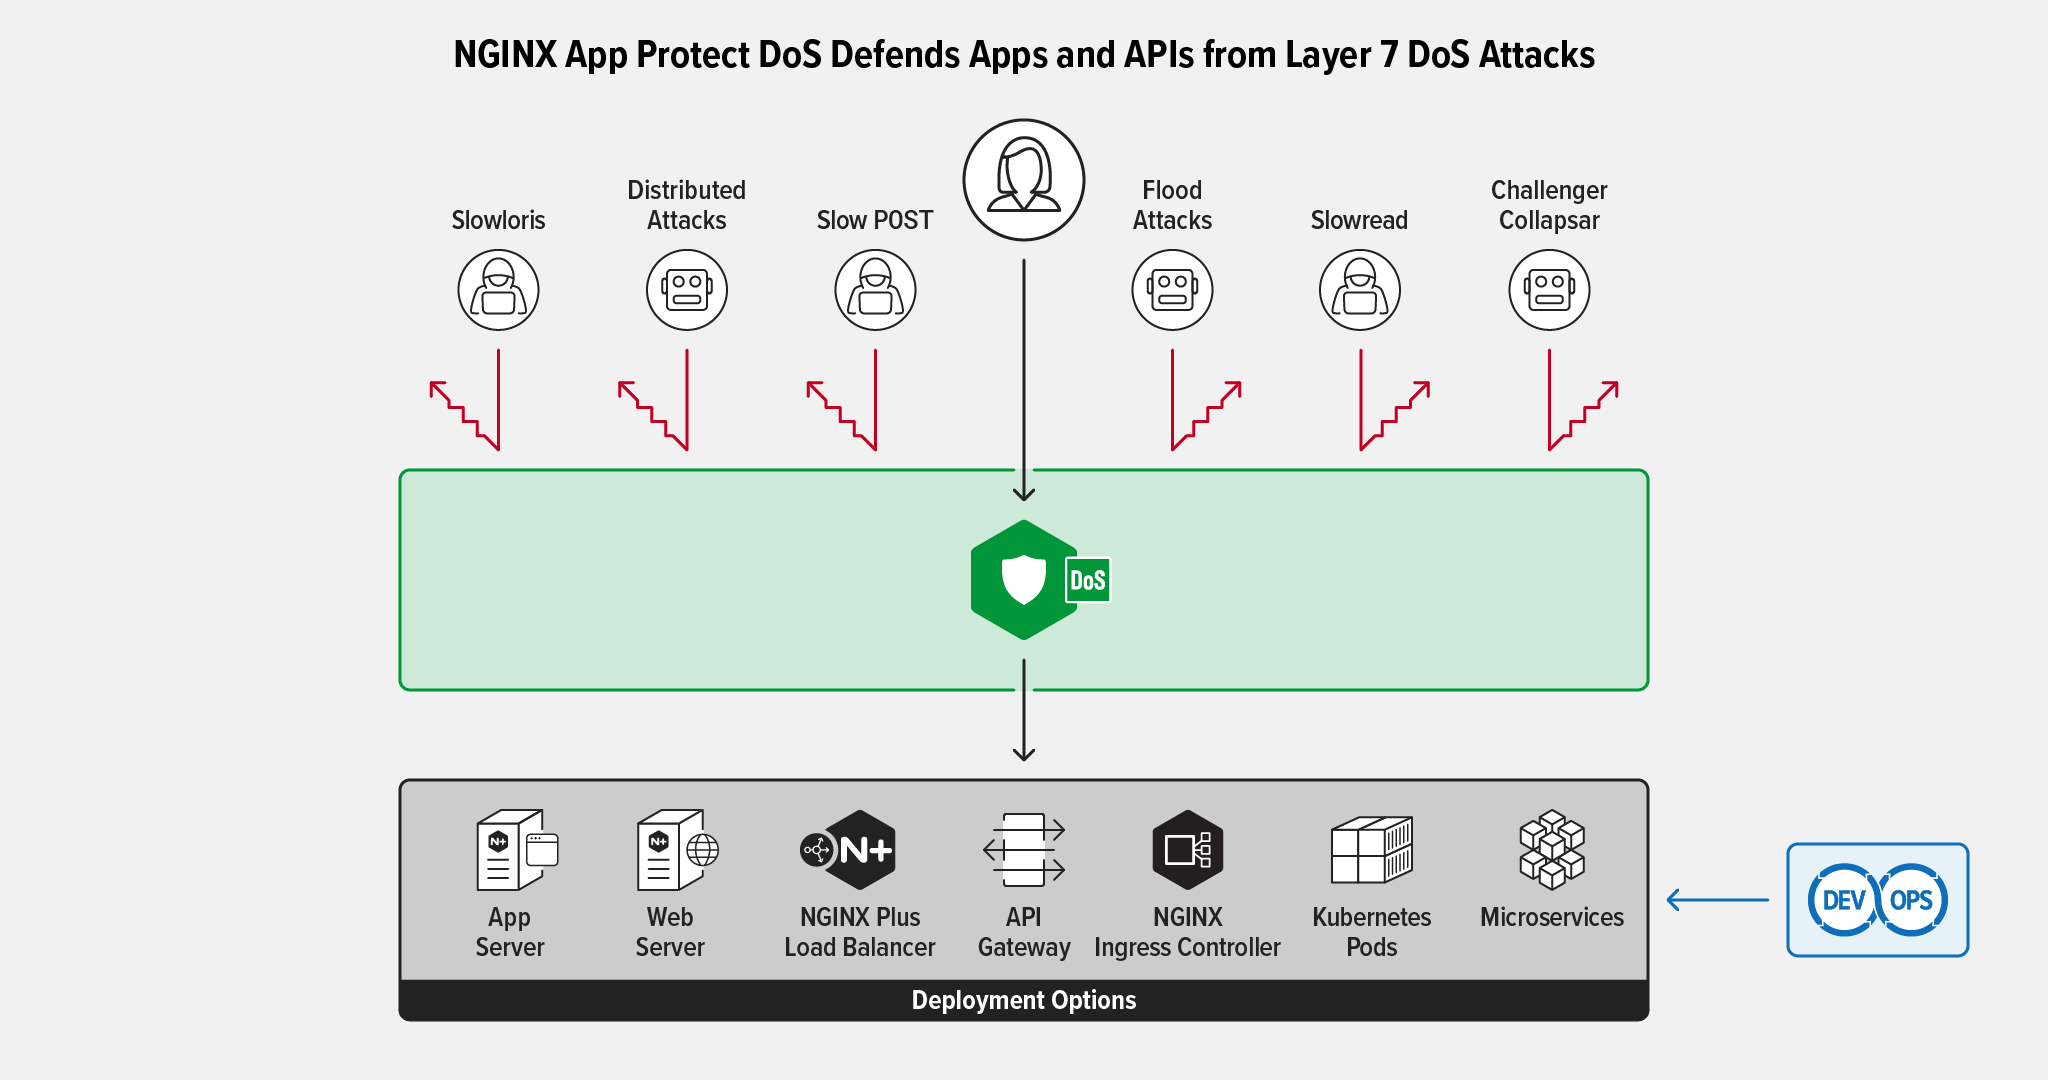 NGINX App Protect DoS Defends Apps and APIs from Layer 7 DoS Attacks
Slowloris
Distributed
Attacks
Slow POST
Flood
Attacks
Slowread
Challenger
Collapsar
DoS
N+
App
Server
N+
Web
Server
N+
NGINX Plus
Load Balancer
API
Gateway
NGINX
Ingress Controller
Kubernetes
Pods
Microservices
Deployment Options
DEV OPS